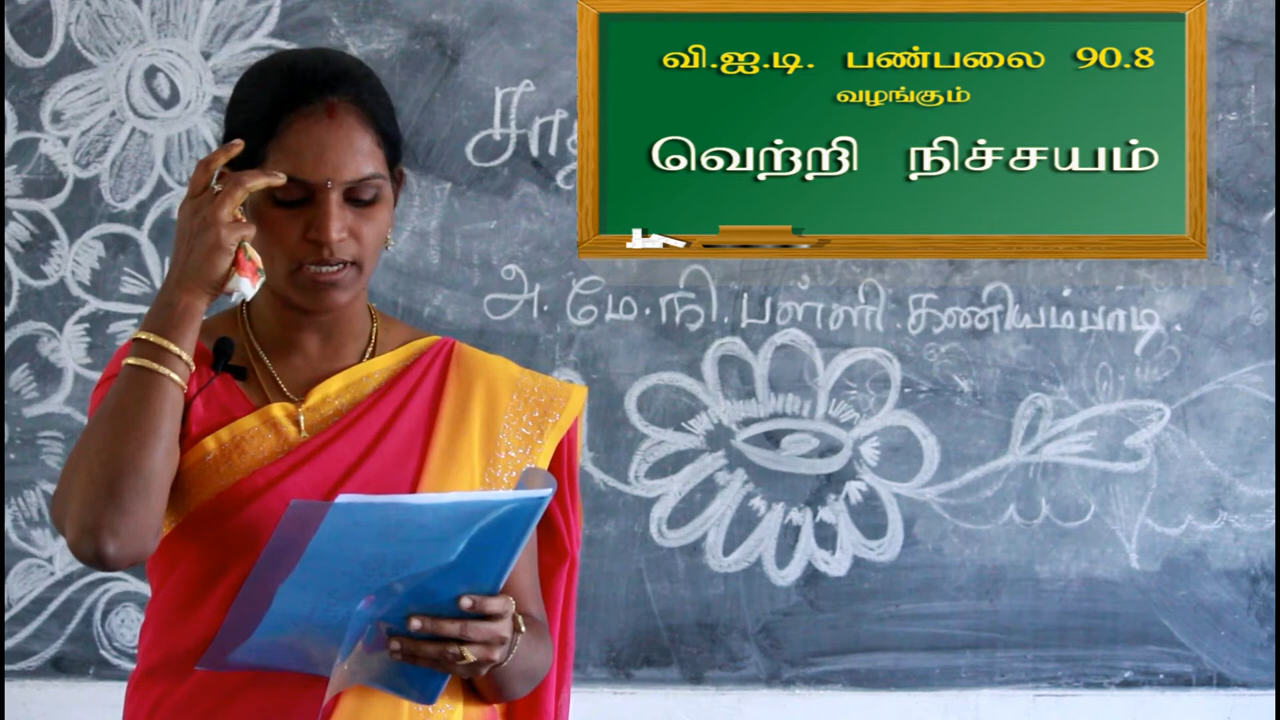 வி.ஐ.டி. பண்பலை 90.8
வழங்கும்
வெற்றி நிச்சயம்
அ. மே. நி. பள்ளி. கணியம்பாடி.